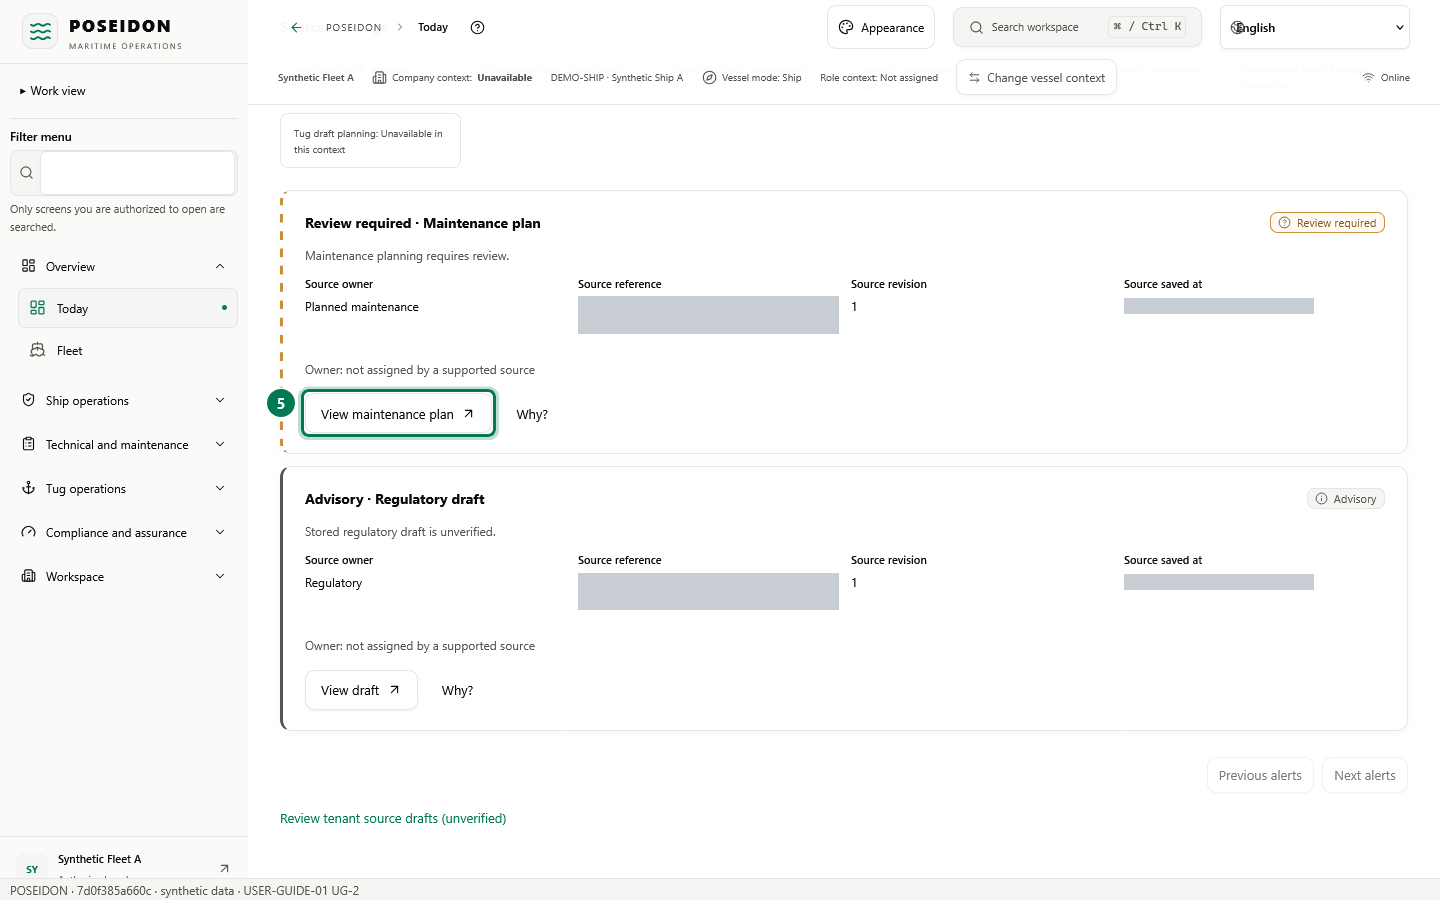 POSEIDON
MARITIME OPERATIONS
Work view
Filter menu
Only screens you are authorized to open are
searched.
Overview
Today
Fleet
Ship operations
Technical and maintenance
Tug operations
Compliance and assurance
Workspace
SY
Synthetic Fleet A
POSEIDON
Today
Appearance
Search workspace
⌘ / Ctrl K
English
Synthetic Fleet A
Company context: Unavailable
DEMO-SHIP · Synthetic Ship A
Vessel mode: Ship
Role context: Not assigned
Change vessel context
Online
Tug draft planning: Unavailable in
this context
Review required · Maintenance plan
Review required
Maintenance planning requires review.
Source owner
Planned maintenance
Source reference
Source revision
1
Source saved at
Owner: not assigned by a supported source
5
View maintenance plan
Why?
Advisory · Regulatory draft
Advisory
Stored regulatory draft is unverified.
Source owner
Regulatory
Source reference
Source revision
1
Source saved at
Owner: not assigned by a supported source
View draft
Why?
Previous alerts
Next alerts
Review tenant source drafts (unverified)
POSEIDON · 7d0f385a660c · synthetic data · USER-GUIDE-01 UG-2